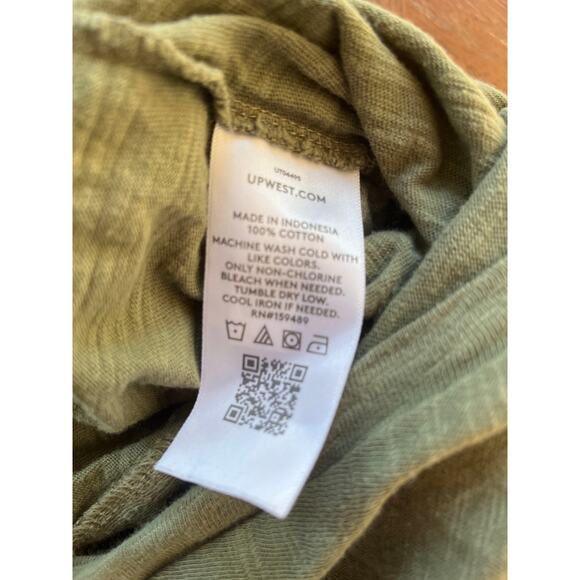 UT04495
UPWEST.COM
MADE IN INDONESIA
100% COTTON
MACHINE WASH COLD WITH
LIKE COLORS.
ONLY NON-CHLORINE
BLEACH WHEN NEEDED.
TUMBLE DRY LOW.
COOL IRON IF NEEDED.
RN#159489